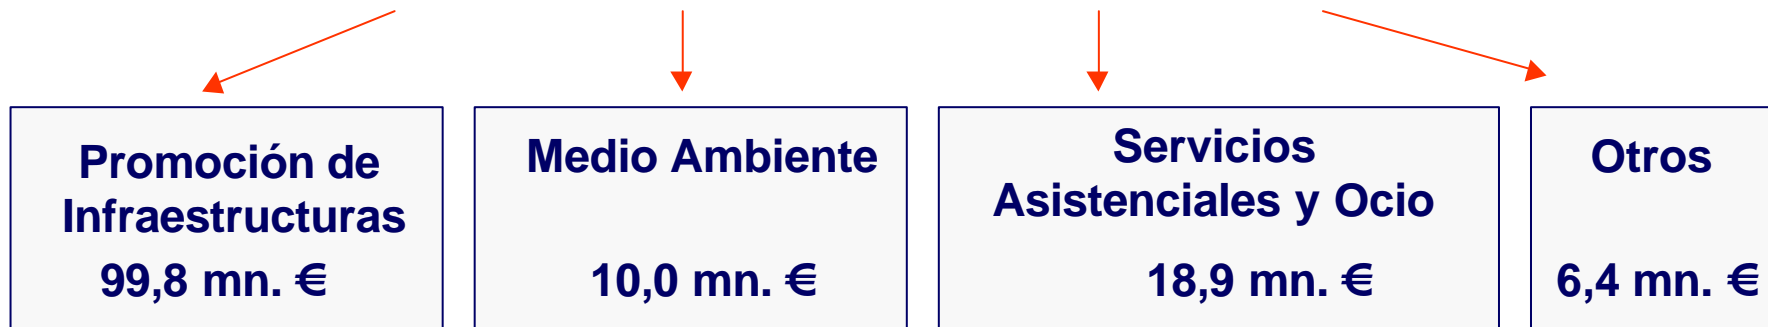 Promoción de
Infraestructuras
99,8 mn. €
Medio Ambiente
10,0 mn. €
Servicios
Asistenciales y Ocio
18,9 mn. €
Otros
6,4 mn. €